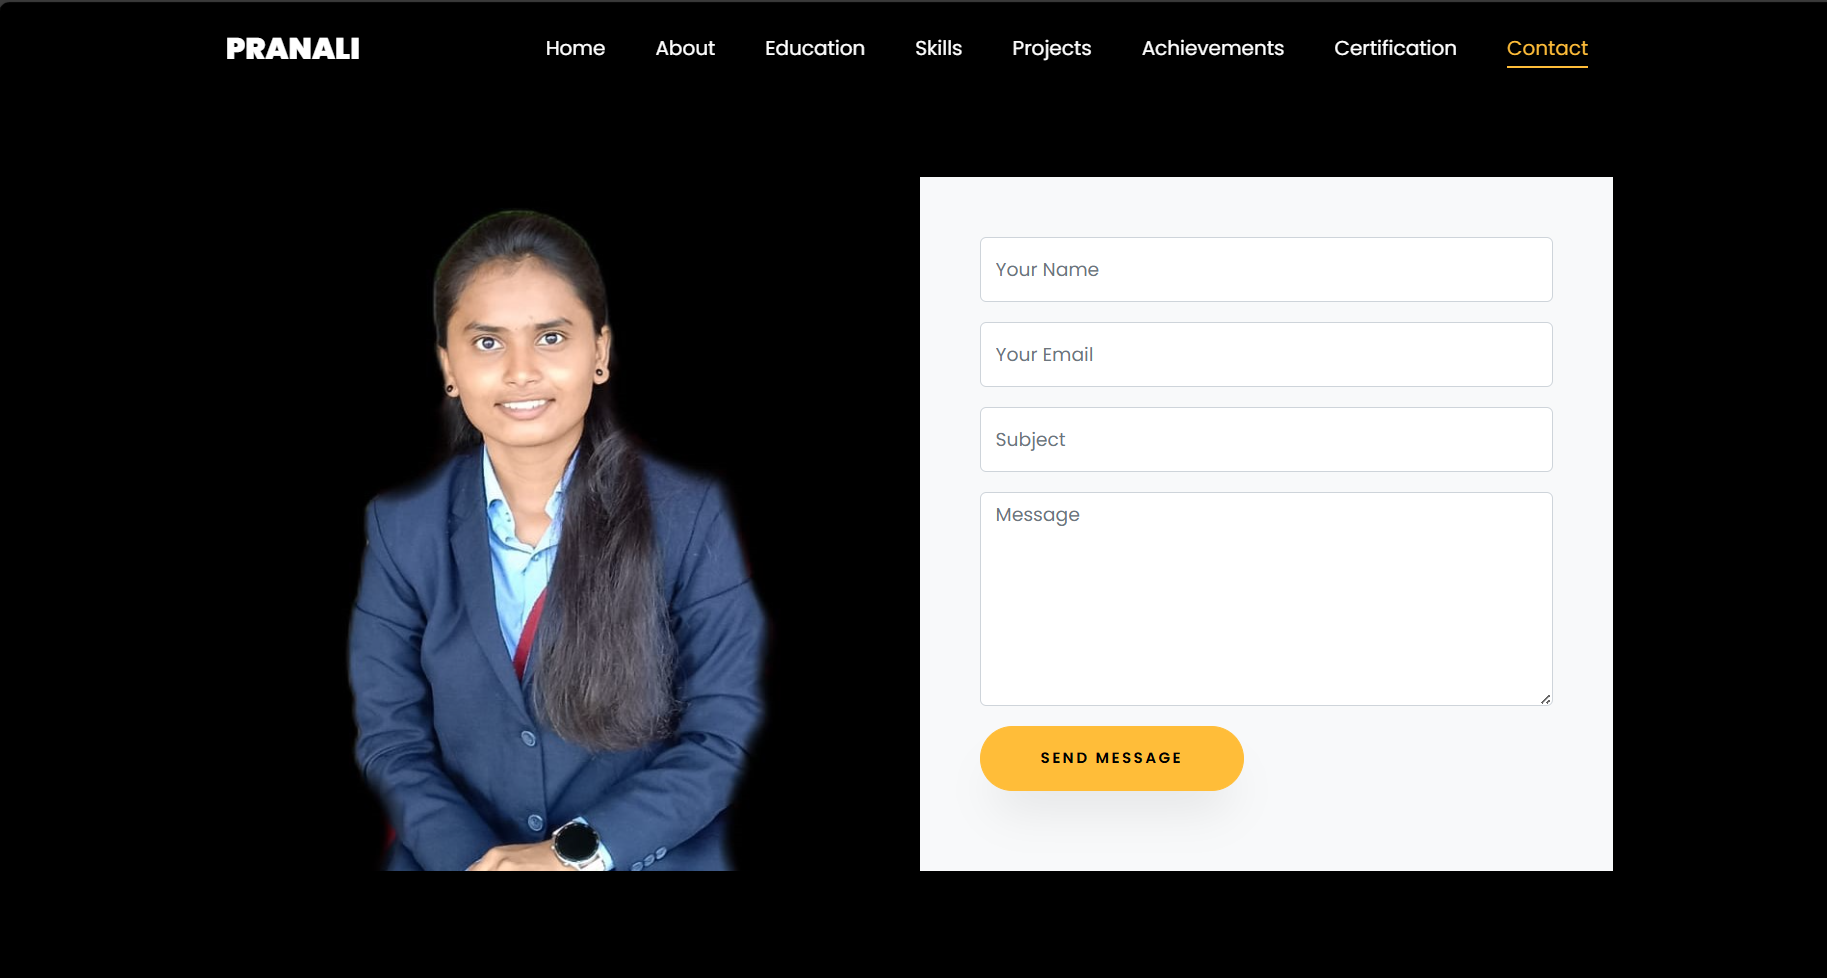 PRANALI Home About Education Skills Projects Achievements Certification Contact
Your Name
Your Email
Subject
Message
SEND MESSAGE